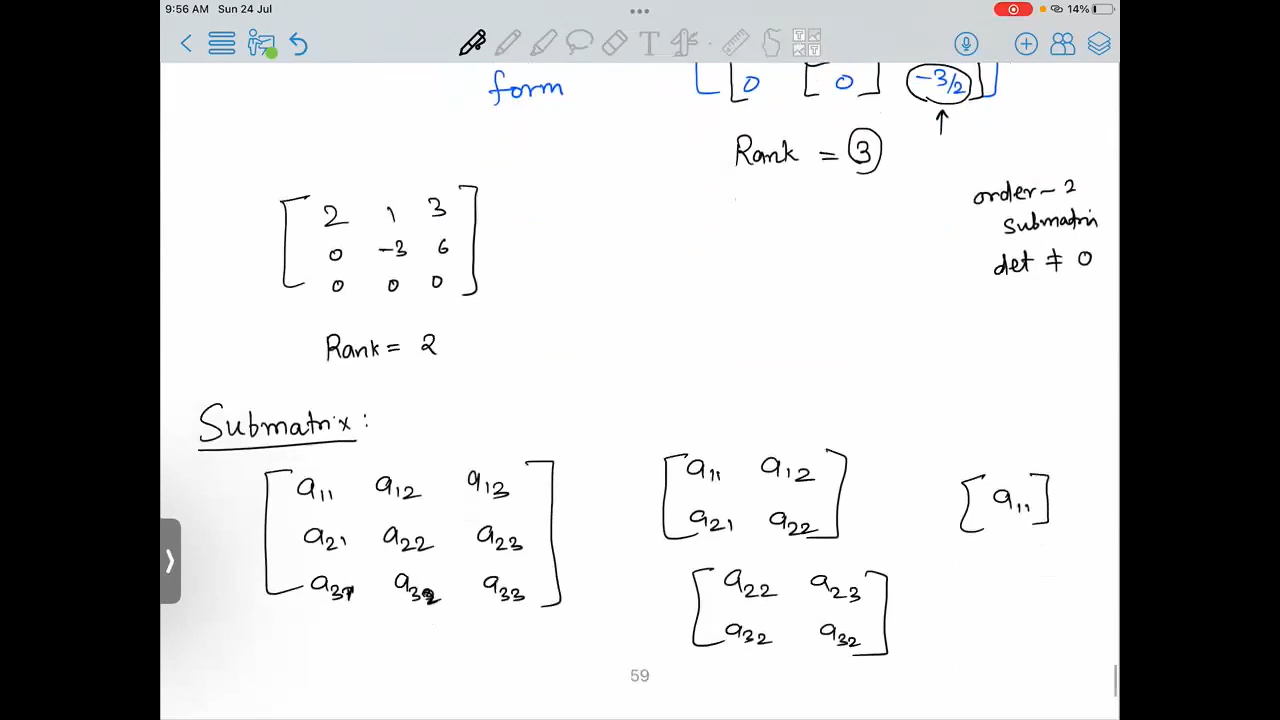 9:56 AM Sun 24 Jul
14%
T
form
0 0 -3/2
↑
Rank = 3
order-2
submatrix
det ≠ 0
2 1 3
0 -3 6
0 0 0
Rank = 2
Submatrix:
a11 a12 a13
a21 a22 a23
a31 a32 a33
a11 a12
a21 a22
a22 a23
a32 a32
[a11]
59